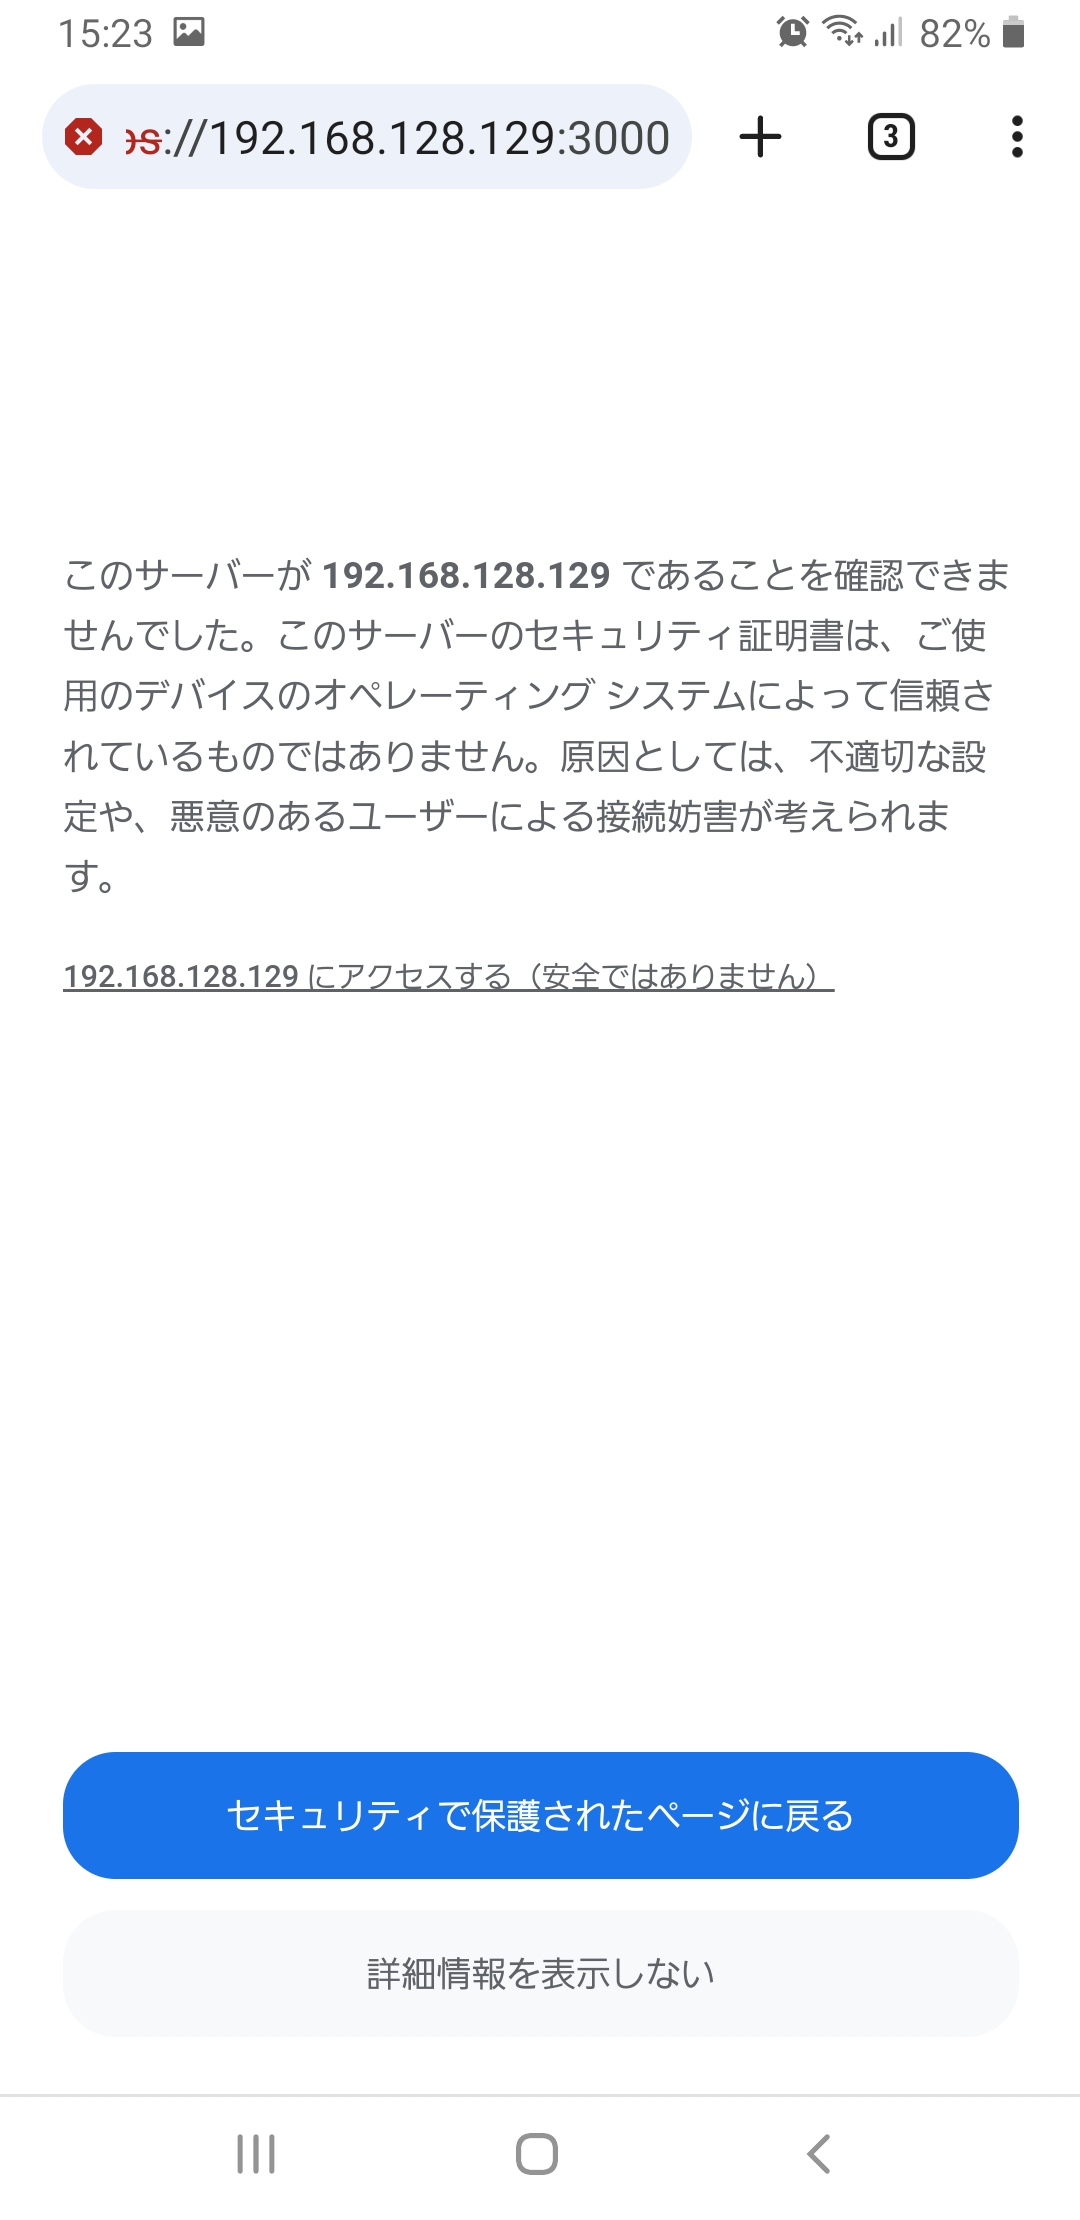 15:23
82%
ps://192.168.128.129:3000
3
このサーバーが 192.168.128.129 であることを確認できま
せんでした。このサーバーのセキュリティ証明書は、ご使
用のデバイスのオペレーティング システムによって信頼さ
れているものではありません。原因としては、不適切な設
定や、悪意のあるユーザーによる接続妨害が考えられま
す。
192.168.128.129 にアクセスする（安全ではありません）
セキュリティで保護されたページに戻る
詳細情報を表示しない